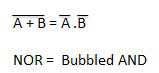 A̅ ̅+̅ ̅B̅ = A̅ .B̅
NOR = Bubbled AND